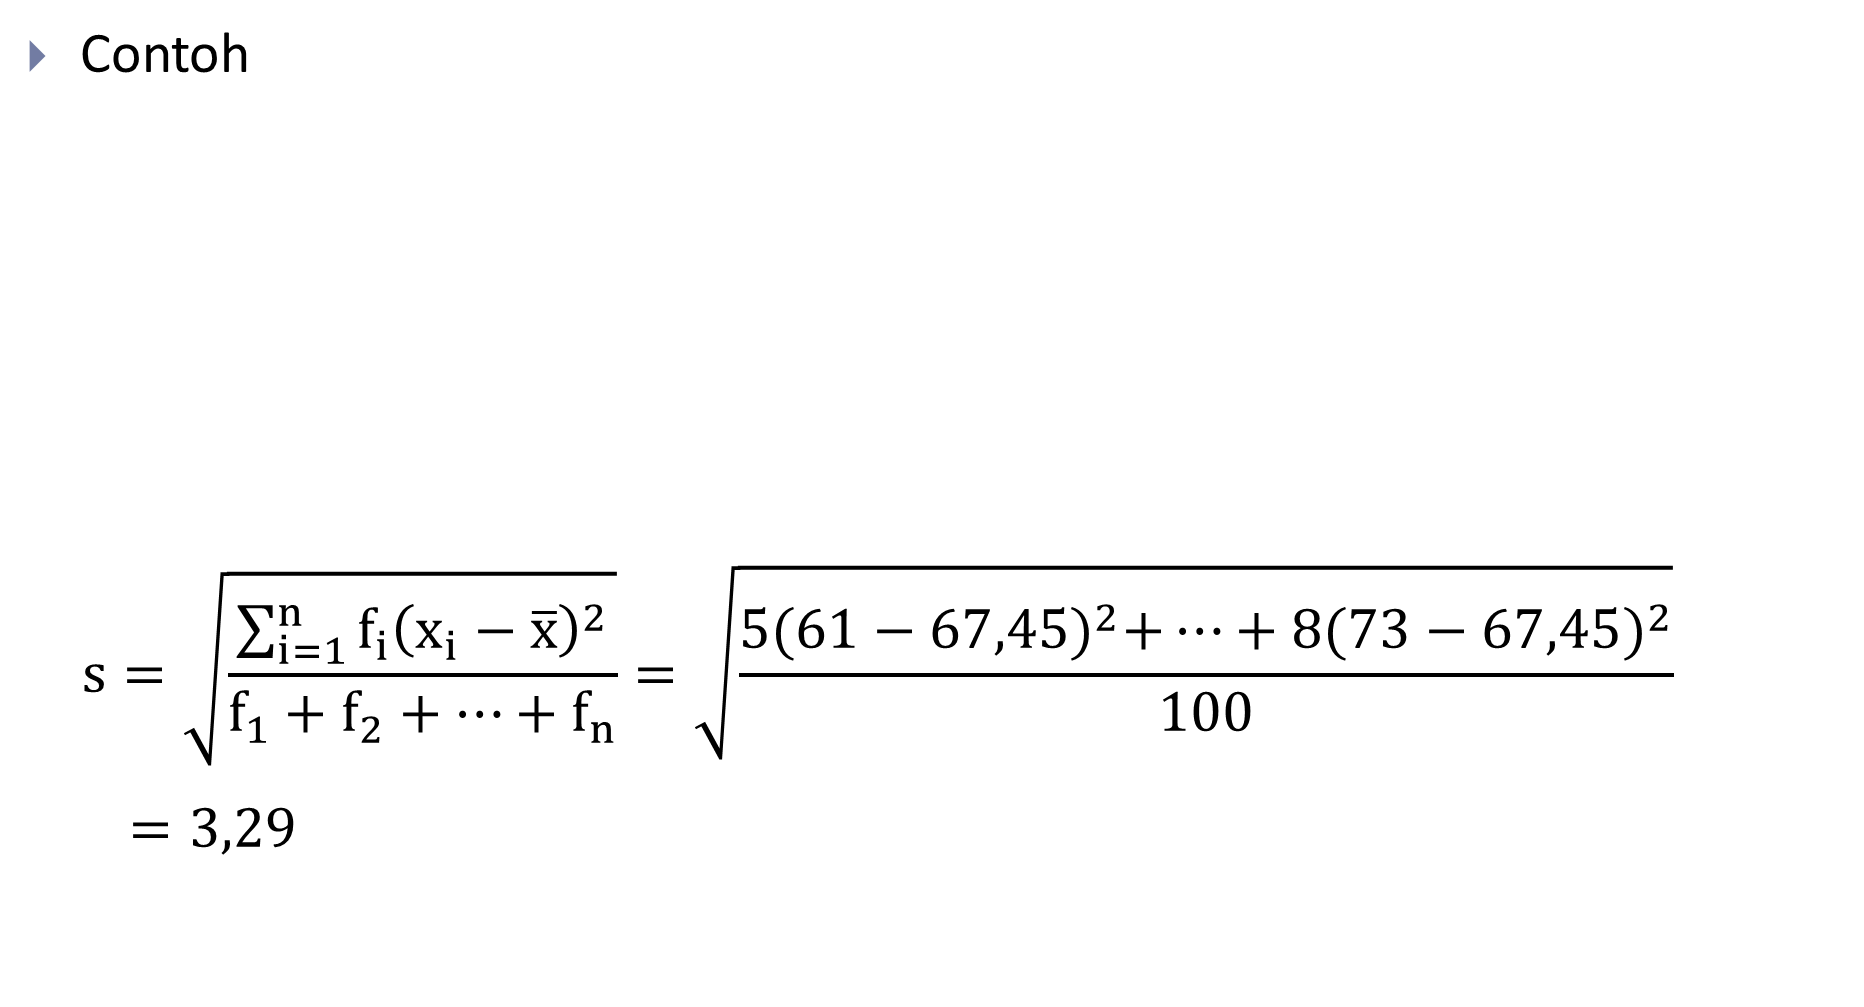 Contoh
s = √(∑ⁿᵢ₌₁ fᵢ(xᵢ − x̄)² / (f₁ + f₂ + ⋯ + fₙ)) = √((5(61 − 67,45)²+ ⋯ + 8(73 − 67,45)²) / 100)
= 3,29